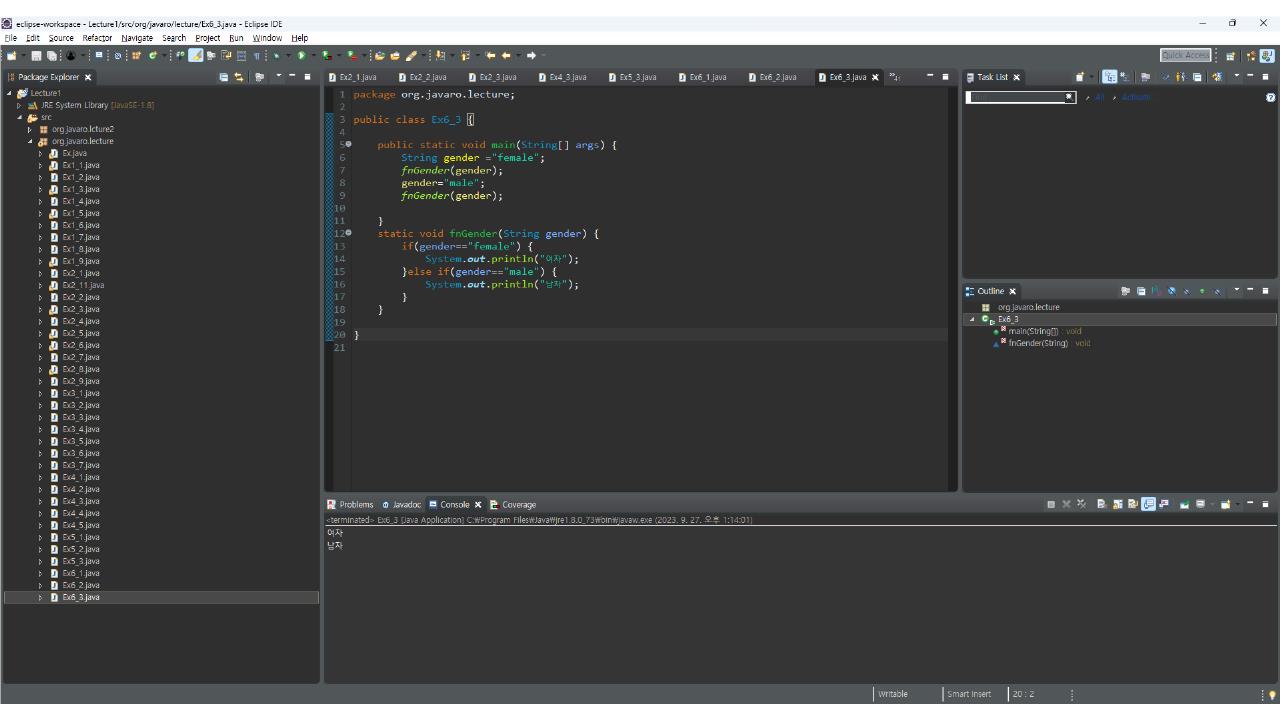 eclipse-workspace - Lecture1/src/org/javaro/lecture/Ex6_3.java - Eclipse IDE
File Edit Source Refactor Navigate Search Project Run Window Help
Quick Access
Package Explorer
Lecture1
JRE System Library [JavaSE-1.8]
src
org.javaro.lcture2
org.javaro.lecture
Ex.java
Ex1_1.java
Ex1_2.java
Ex1_3.java
Ex1_4.java
Ex1_5.java
Ex1_6.java
Ex1_7.java
Ex1_8.java
Ex1_9.java
Ex2_1.java
Ex2_11.java
Ex2_2.java
Ex2_3.java
Ex2_4.java
Ex2_5.java
Ex2_6.java
Ex2_7.java
Ex2_8.java
Ex2_9.java
Ex3_1.java
Ex3_2.java
Ex3_3.java
Ex3_4.java
Ex3_5.java
Ex3_6.java
Ex3_7.java
Ex4_1.java
Ex4_2.java
Ex4_3.java
Ex4_4.java
Ex4_5.java
Ex5_1.java
Ex5_2.java
Ex5_3.java
Ex6_1.java
Ex6_2.java
Ex6_3.java
Ex2_1.java Ex2_2.java Ex2_3.java Ex4_3.java Ex5_3.java Ex6_1.java Ex6_2.java Ex6_3.java
1 package org.javaro.lecture;
2
3 public class Ex6_3 {
4
5 public static void main(String[] args) {
6 String gender ="female";
7 fnGender(gender);
8 gender="male";
9 fnGender(gender);
10
11 }
12 static void fnGender(String gender) {
13 if(gender=="female") {
14 System.out.println("여자");
15 }else if(gender=="male") {
16 System.out.println("남자");
17 }
18 }
19
20 }
21
Task List
All Activate
Outline
org.javaro.lecture
Ex6_3
main(String[]) : void
fnGender(String) : void
Problems Javadoc Console Coverage
<terminated> Ex6_3 [Java Application] C:₩Program Files₩Java₩jre1.8.0_73₩bin₩javaw.exe (2023. 9. 27. 오후 1:14:01)
여자
남자
Writable Smart Insert 20 : 2